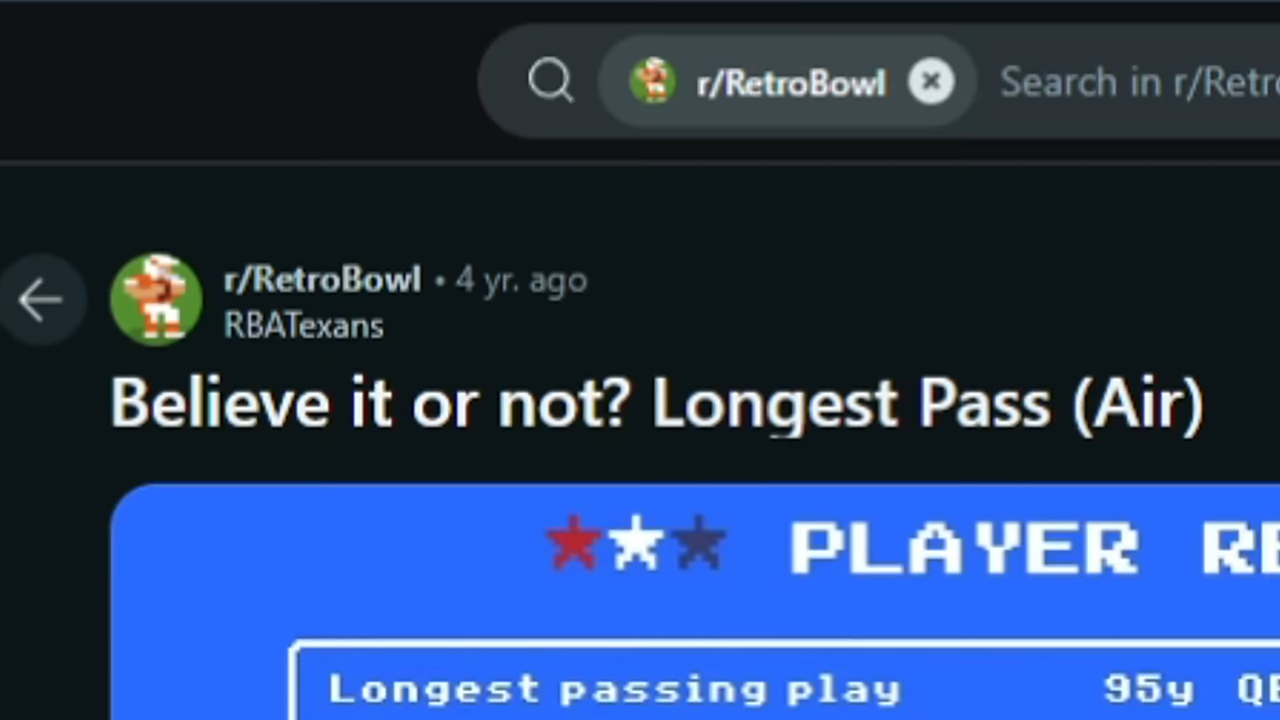 r/RetroBowl Search in r/Retro
r/RetroBowl • 4 yr. ago
RBATexans
Believe it or not? Longest Pass (Air)
PLAYER RE
Longest passing play 95y QB